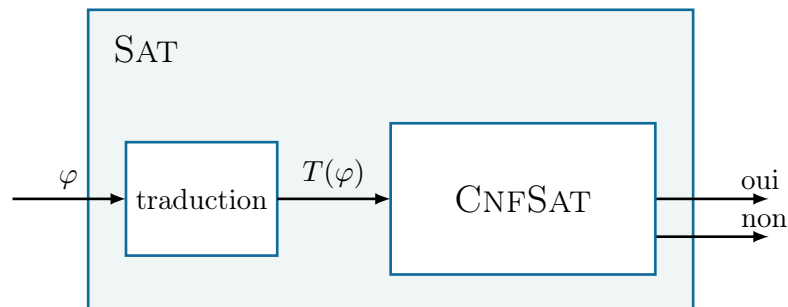 SAT
φ
traduction
T(φ)
CNFSAT
oui
non